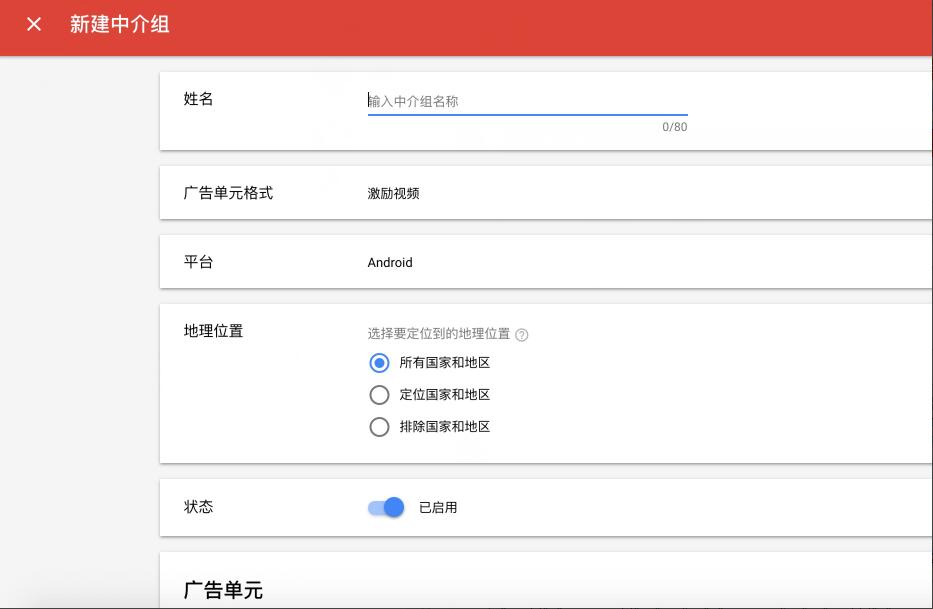 新建中介组
姓名
输入中介组名称
0/80
广告单元格式
激励视频
平台
Android
地理位置
选择要定位到的地理位置 ?
所有国家和地区
定位国家和地区
排除国家和地区
状态
已启用
广告单元